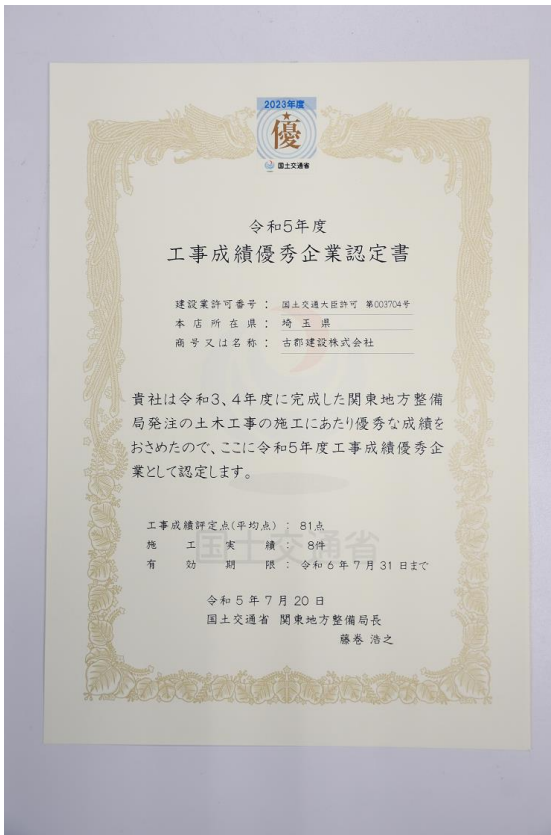 2023年度
優
国土交通省
令和5年度
工事成績優秀企業認定書
建設業許可番号： 国土交通大臣許可 第003704号
本店所在県： 埼玉県
商号又は名称： 古郡建設株式会社
貴社は令和3、4年度に完成した関東地方整備
局発注の土木工事の施工にあたり優秀な成績を
おさめたので、ここに令和5年度工事成績優秀企
業として認定します。
工事成績評定点(平均点)： 81点
施工実績： 8件
有効期限： 令和6年7月31日まで
国土交通省
令和5年7月20日
国土交通省 関東地方整備局長
藤巻 浩之